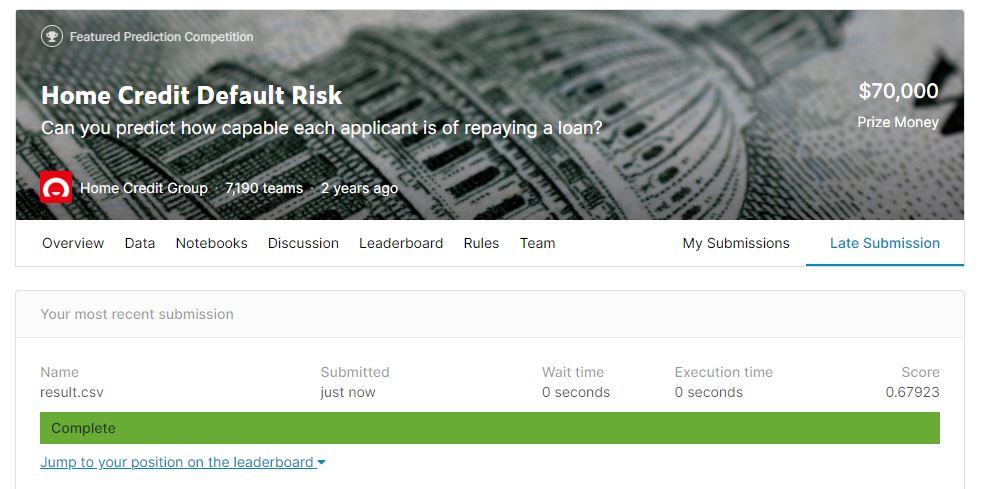 Featured Prediction Competition
Home Credit Default Risk
$70,000
Can you predict how capable each applicant is of repaying a loan?
Prize Money
Home Credit Group · 7,190 teams · 2 years ago
Overview Data Notebooks Discussion Leaderboard Rules Team My Submissions Late Submission
Your most recent submission
Name Submitted Wait time Execution time Score
result.csv just now 0 seconds 0 seconds 0.67923
Complete
Jump to your position on the leaderboard